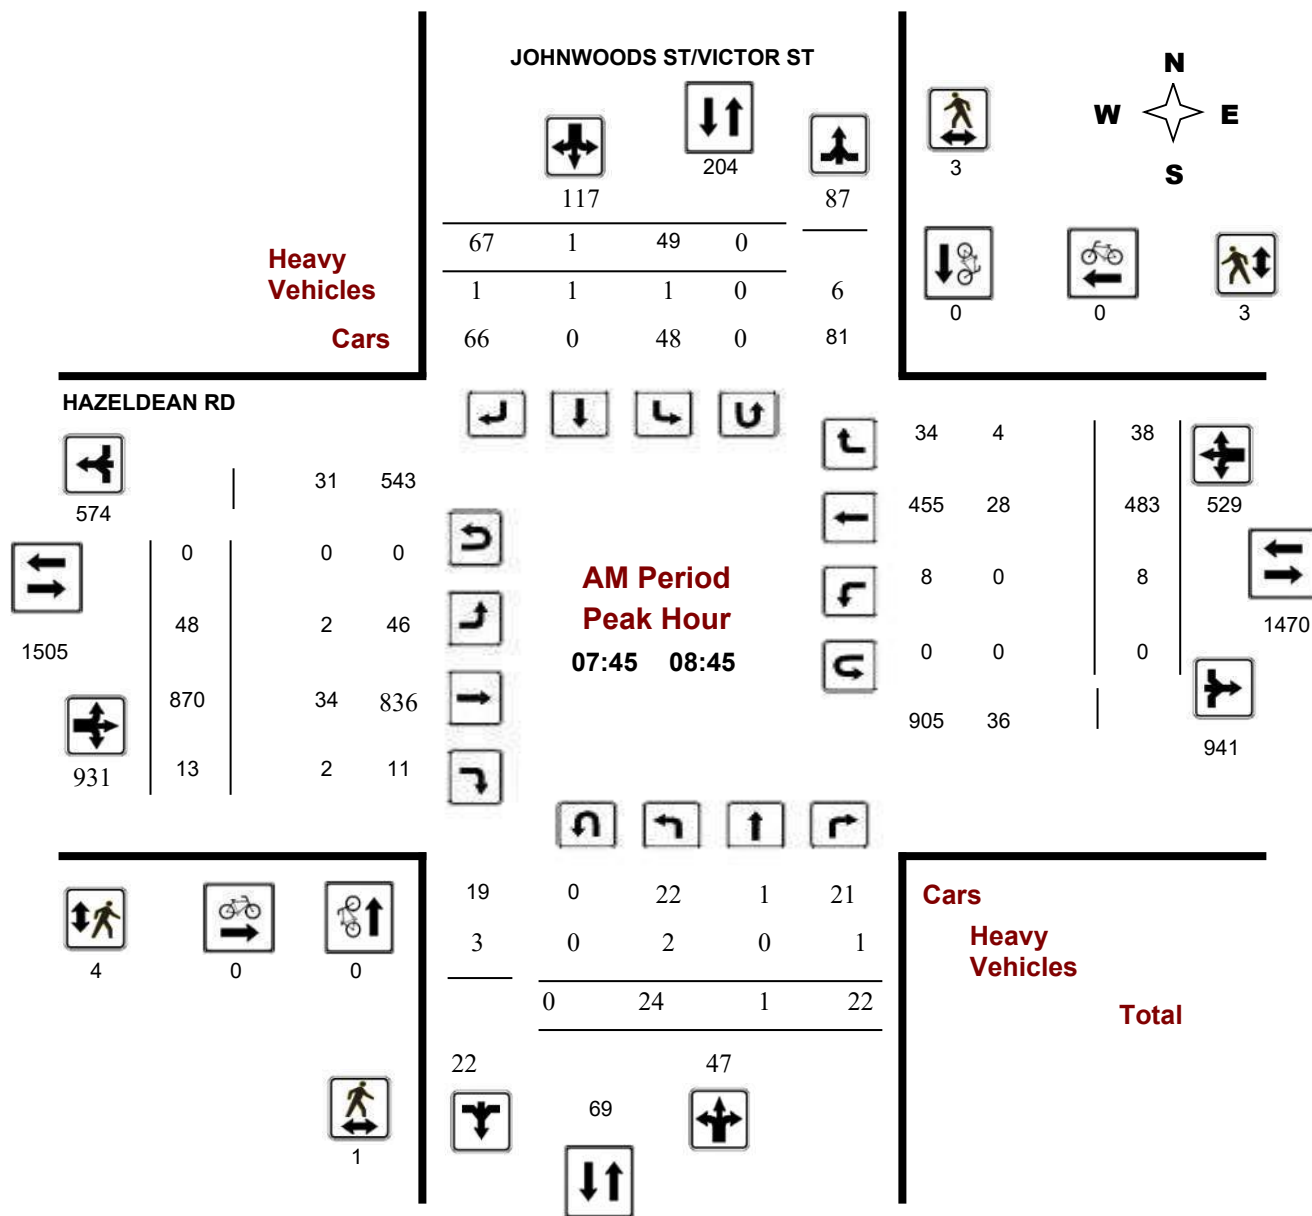 JOHNWOODS ST/VICTOR ST
N
W E
S
204
3
117 87
67 1 49 0
Heavy
Vehicles
1 1 1 0 6
0 0 3
Cars
66 0 48 0 81
HAZELDEAN RD
34 4 38
31 543
574
455 28 483 529
0 0 0
AM Period
8 0 8
Peak Hour
48 2 46
1470
1505
07:45 08:45
0 0 0
870 34 836
905 36
941
931
13 2 11
19 0 22 1 21
Cars
3 0 2 0 1
Heavy
Vehicles
4 0 0
0 24 1 22
Total
22 47
69
1